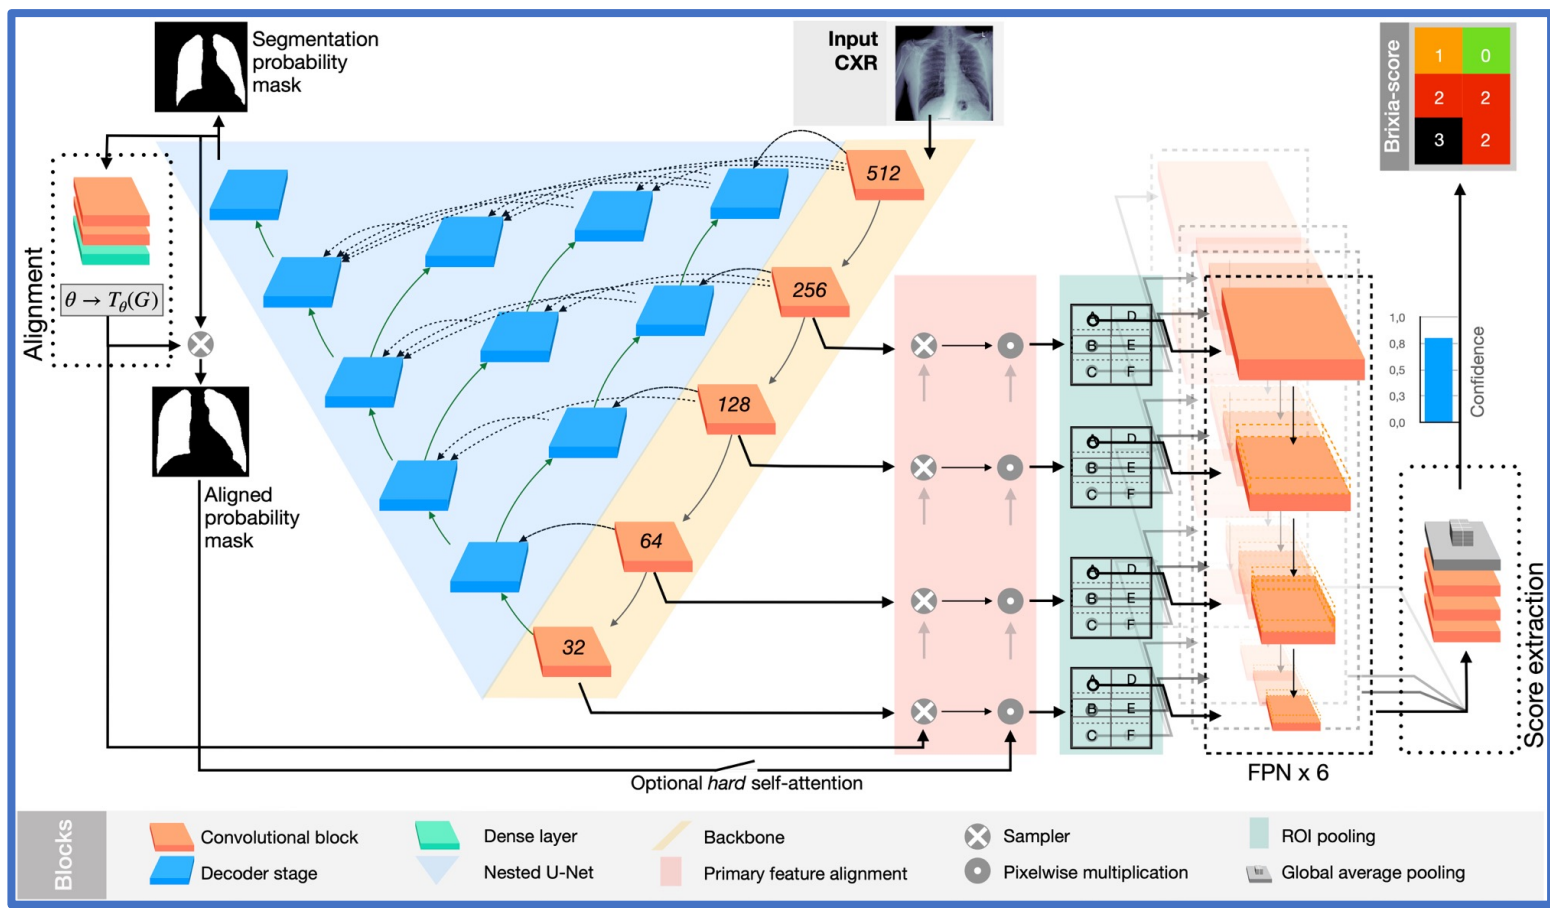 Segmentation
probability
mask
Input
CXR
L
Brixia-score
1 0
2 2
3 2
Alignment
θ → Tθ(G)
512
256
128
64
32
Aligned
probability
mask
A D
B E
C F
A D
B E
C F
A D
B E
C F
A D
B E
C F
1,0
0,8
0,5
0,3
0,0
Confidence
Score extraction
FPN x 6
Optional hard self-attention
Blocks
Convolutional block
Dense layer
Backbone
Sampler
ROI pooling
Decoder stage
Nested U-Net
Primary feature alignment
Pixelwise multiplication
Global average pooling